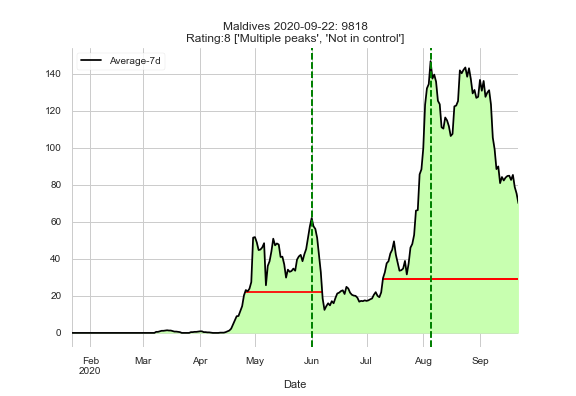 Maldives 2020-09-22: 9818
Rating:8 ['Multiple peaks', 'Not in control']
Average-7d
140
120
100
80
60
40
20
0
Feb Mar Apr May Jun Jul Aug Sep
2020
Date